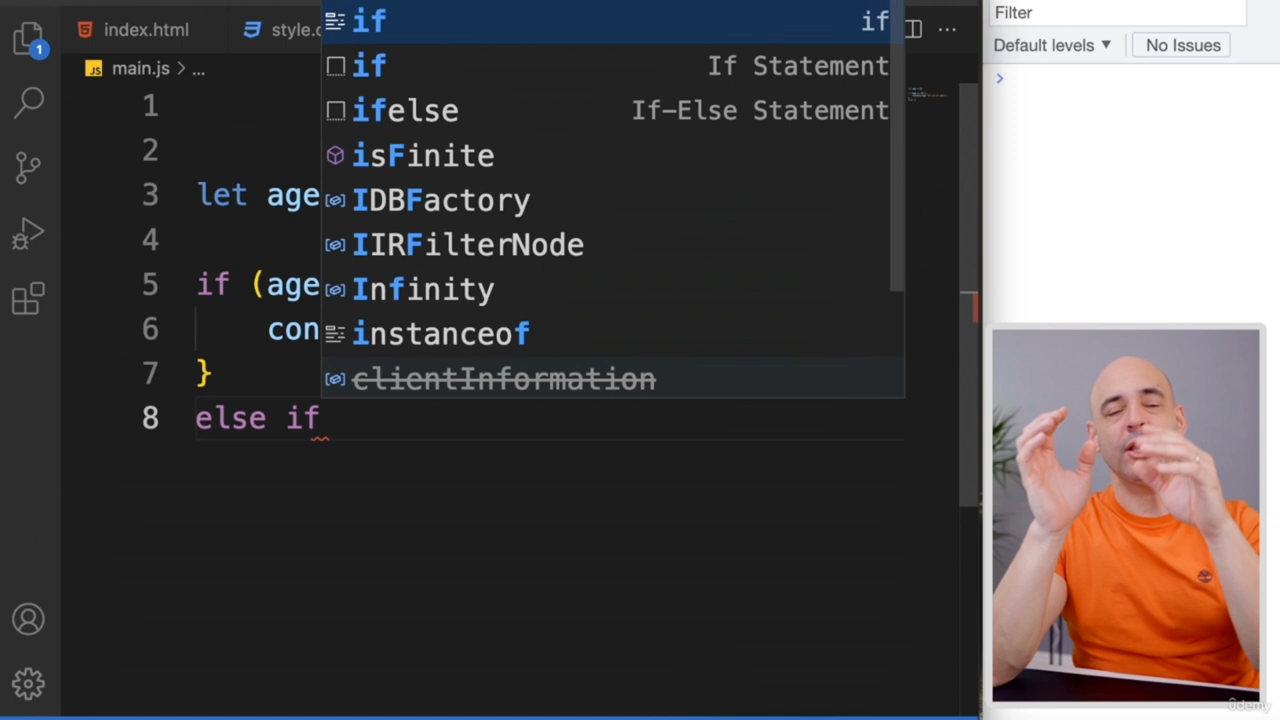 index.html
style.c
main.js > ...
1
2
3 let age
4
5 if (age
6 con
7 }
8 else if
if if
if If Statement
ifelse If-Else Statement
isFinite
IDBFactory
IIRFilterNode
Infinity
instanceof
clientInformation
1
Filter
Default levels ▼ No Issues
>
ûdemy